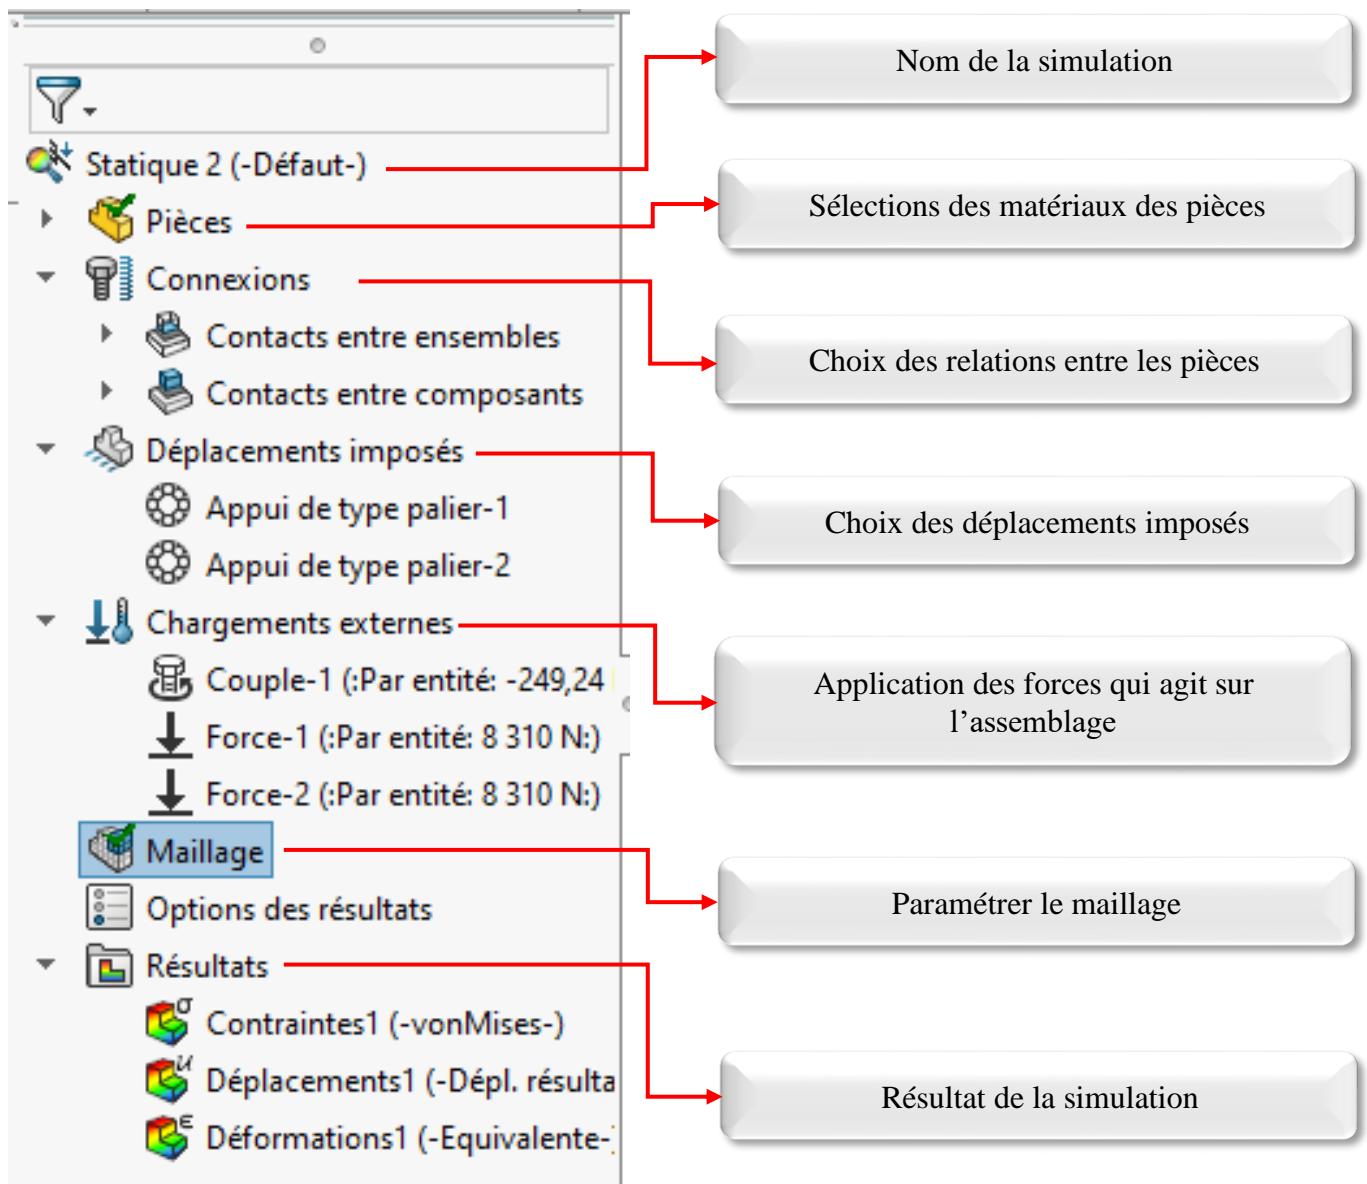 Nom de la simulation
Statique 2 (-Défaut-)
Pièces
Sélections des matériaux des pièces
Connexions
Contacts entre ensembles
Choix des relations entre les pièces
Contacts entre composants
Déplacements imposés
Appui de type palier-1
Choix des déplacements imposés
Appui de type palier-2
Chargements externes
Couple-1 (:Par entité: -249,24
Application des forces qui agit sur
l’assemblage
Force-1 (:Par entité: 8 310 N:)
Force-2 (:Par entité: 8 310 N:)
Maillage
Paramétrer le maillage
Options des résultats
Résultats
Contraintes1 (-vonMises-)
Déplacements1 (-Dépl. résulta
Résultat de la simulation
Déformations1 (-Equivalente-